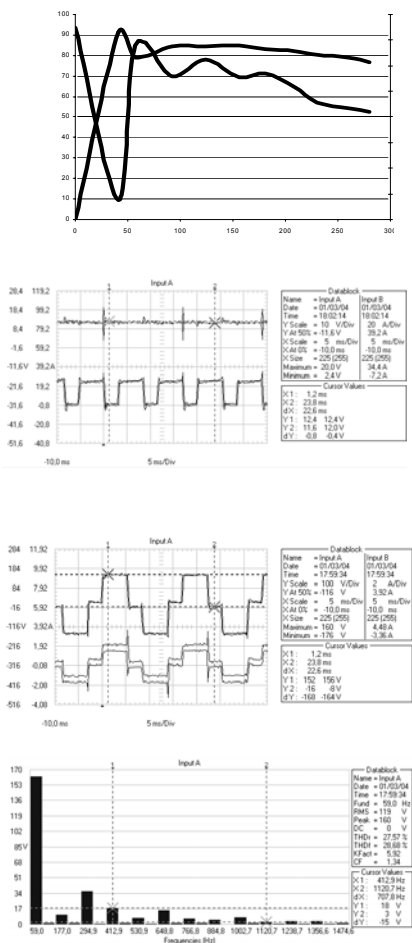 100
90
80
70
60
50
40
30
20
10
0
0 50 100 150 200 250 300
Input A
28,4 119,2
18,4 99,2
8,4 79,2
-1,6 59,2
-11,6V 39,2A
-21,6 19,2
-31,6 -0,8
-41,6 -20,8
-51,6 -40,8
-10,0 ms 5 ms/Div
1 2
Datablock
Name = Input A Input B
Date = 01/03/04 01/03/04
Time = 18:02:14 18:02:14
Y Scale = 10 V/Div 20 A/Div
Y At 50% = -11,6 V 39,2 A
X Scale = 5 ms/Div 5 ms/Div
X At 0% = -10,0 ms -10,0 ms
X Size = 225 (255) 225 (255)
Maximum = 20,0 V 34,4 A
Minimum = 2,4 V -7,2 A
Cursor Values
X1: 1,2 ms
X2: 23,8 ms
dX: 22,6 ms
Y1: 12,4 12,4 V
Y2: 11,6 12,0 V
dY: -0,8 -0,4 V
Input A
284 11,92
184 9,92
84 7,92
-16 5,92
-116V 3,92A
-216 1,92
-316 -0,08
-416 -2,08
-516 -4,08
-10,0 ms 5 ms/Div
1 2
Datablock
Name = Input A Input B
Date = 01/03/04 01/03/04
Time = 17:59:34 17:59:34
Y Scale = 100 V/Div 2 A/Div
Y At 50% = -116 V 3,92 A
X Scale = 5 ms/Div 5 ms/Div
X At 0% = -10,0 ms -10,0 ms
X Size = 225 (255) 225 (255)
Maximum = 160 V 4,48 A
Minimum = -176 V -3,36 A
Cursor Values
X1: 1,2 ms
X2: 23,8 ms
dX: 22,6 ms
Y1: 152 156 V
Y2: -16 -8 V
dY: -168 -164 V
Input A
170
153
136
119
102
85V
68
51
34
17
0
1 2
59,0 177,0 294,9 412,9 530,9 648,8 766,8 884,8 1002,7 1120,7 1238,7 1356,6 1474,6
Frequencies (Hz)
Datablock
Name = Input A
Date = 01/03/04
Time = 17:59:34
Fund = 59,0 Hz
RMS = 119 V
Peak = 160 V
DC = 0 V
THDr = 27,57 %
THDf = 28,68 %
KFact = 5,92
CF = 1,34
Cursor Values
X1: 412,9 Hz
X2: 1120,7 Hz
dX: 707,8 Hz
Y1: 18 V
Y2: 3 V
dY: -15 V